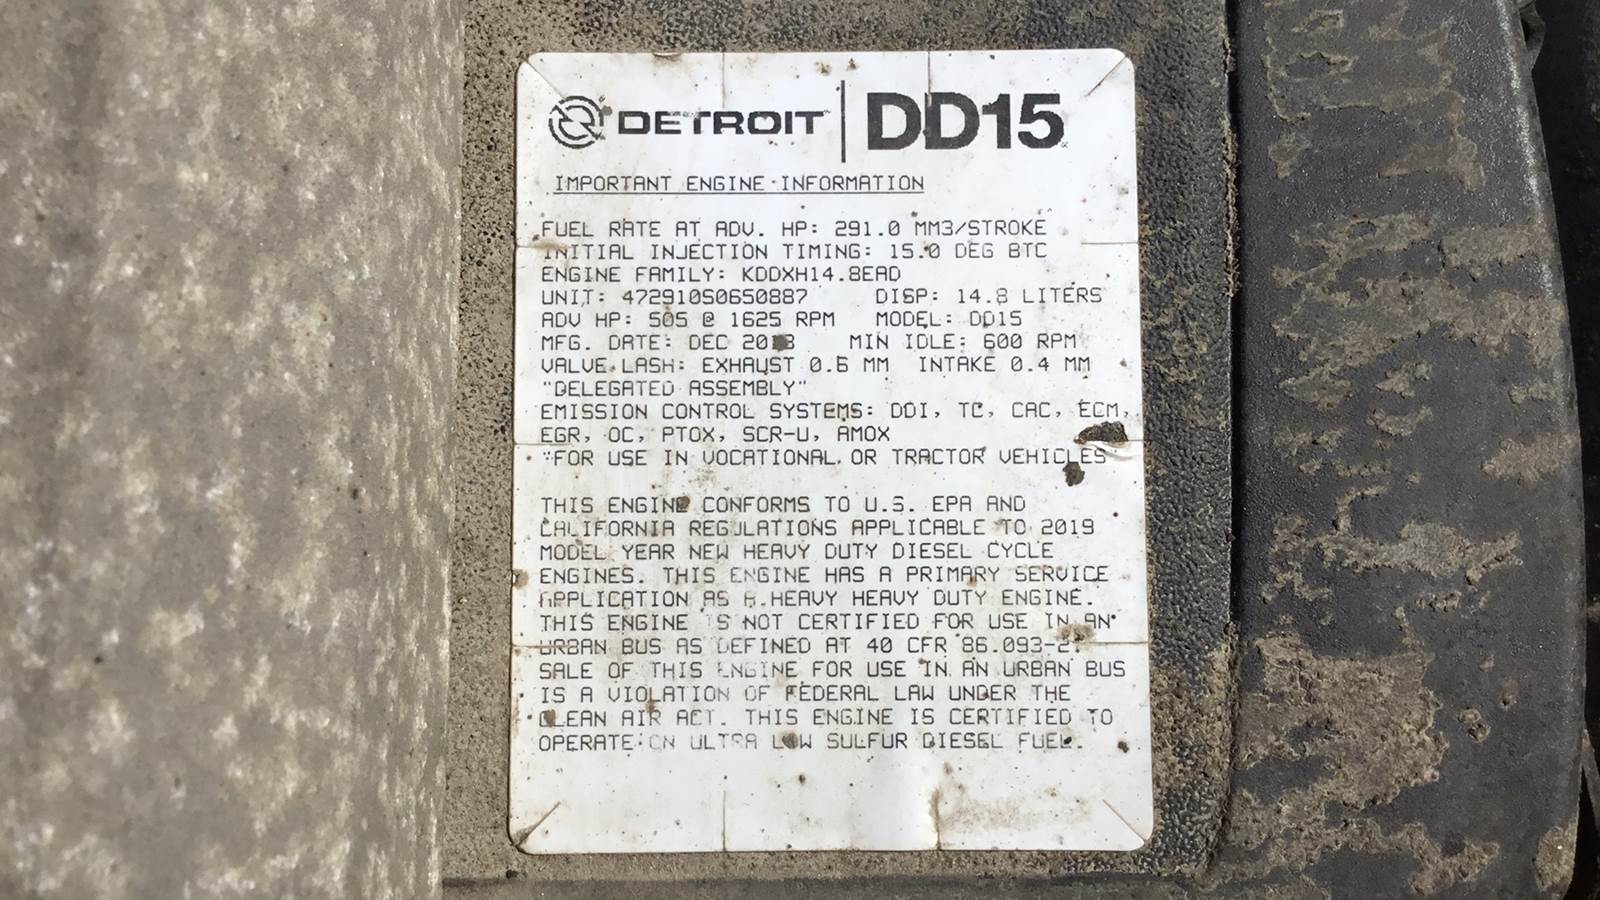 DETROIT DD15
IMPORTANT ENGINE INFORMATION
FUEL RATE AT ADV. HP: 291.0 MM3/STROKE
INITIAL INJECTION TIMING: 15.0 DEG BTC
ENGINE FAMILY: KDDXH14.8EAD
UNIT: 472910S0650887 DISP: 14.8 LITERS
ADV HP: 505 @ 1625 RPM MODEL: DD15
MFG. DATE: DEC MIN IDLE: 600 RPM
VALVE LASH: EXHAUST MM INTAKE 0.4 MM
"DELEGATED ASSEMBLY"
EMISSION CONTROL SYSTEMS: DDI, TC, CAC, ECM,
EGR, OC, PTOX, SCR-U, AMOX
"FOR USE IN VOCATIONAL OR TRACTOR VEHICLES"
THIS ENGINE CONFORMS TO U.S. EPA AND
CALIFORNIA REGULATIONS APPLICABLE TO 2019
MODEL YEAR NEW HEAVY DUTY DIESEL CYCLE
ENGINES. THIS ENGINE HAS A PRIMARY SERVICE
APPLICATION AS A HEAVY HEAVY DUTY ENGINE.
THIS ENGINE IS NOT CERTIFIED FOR USE IN AN
URBAN BUS AS DEFINED AT 40 CFR
SALE OF THIS ENGINE FOR USE IN AN URBAN BUS
IS A VIOLATION OF FEDERAL LAW UNDER THE
CLEAN AIR ACT. THIS ENGINE IS CERTIFIED TO
OPERATE ON ULTRA LOW SULFUR DIESEL FUEL.